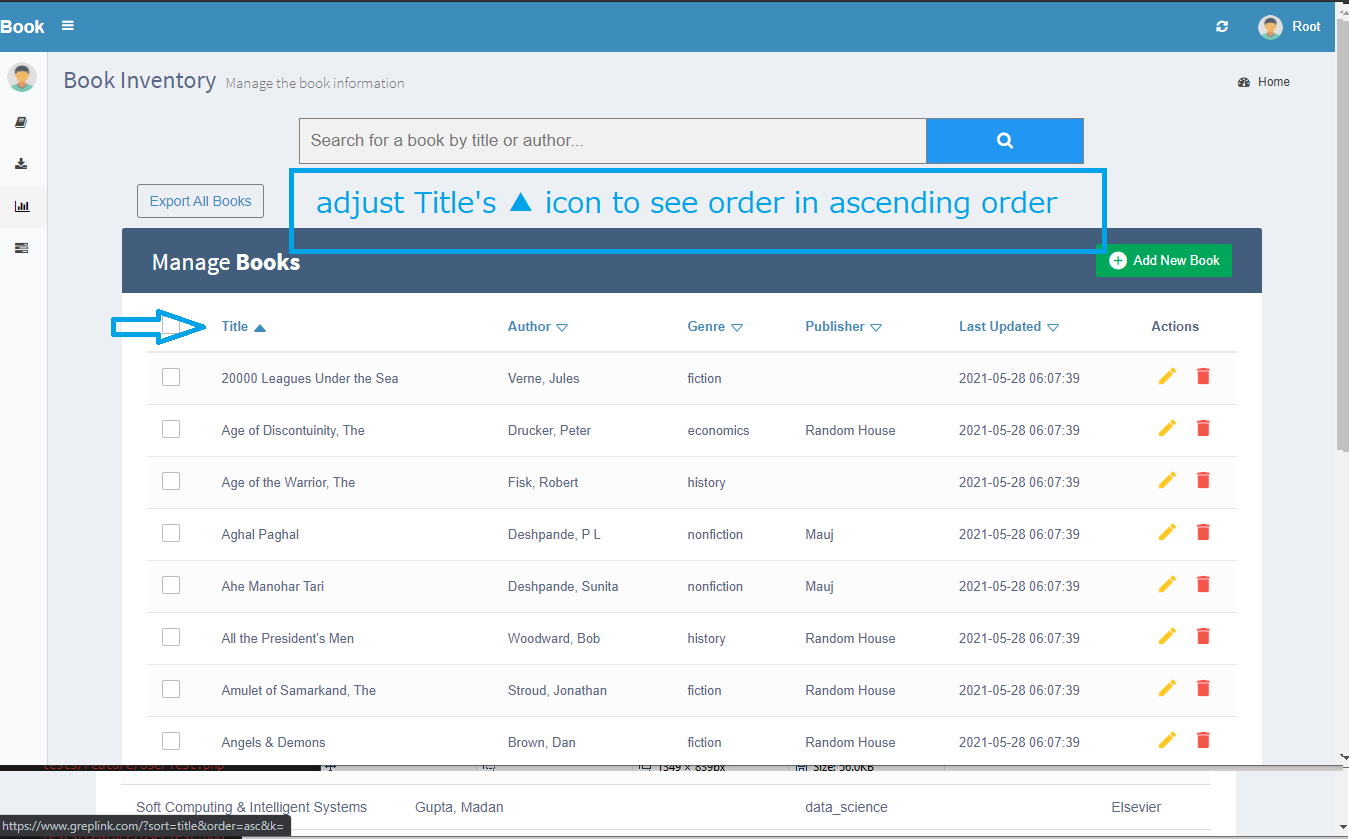 Book
Root
Book Inventory Manage the book information
Home
Search for a book by title or author...
Export All Books
adjust Title's ▲ icon to see order in ascending order
Manage Books
Add New Book
Title Author Genre Publisher Last Updated Actions
20000 Leagues Under the Sea Verne, Jules fiction 2021-05-28 06:07:39
Age of Discontuinity, The Drucker, Peter economics Random House 2021-05-28 06:07:39
Age of the Warrior, The Fisk, Robert history 2021-05-28 06:07:39
Aghal Paghal Deshpande, P L nonfiction Mauj 2021-05-28 06:07:39
Ahe Manohar Tari Deshpande, Sunita nonfiction Mauj 2021-05-28 06:07:39
All the President's Men Woodward, Bob history Random House 2021-05-28 06:07:39
Amulet of Samarkand, The Stroud, Jonathan fiction Random House 2021-05-28 06:07:39
Angels & Demons Brown, Dan fiction Random House 2021-05-28 06:07:39
tests/Feature/UserTest.php 1349 × 839px Size: 56.0KB
Soft Computing & Intelligent Systems Gupta, Madan data_science Elsevier
https://www.greplink.com/?sort=title&order=asc&k=